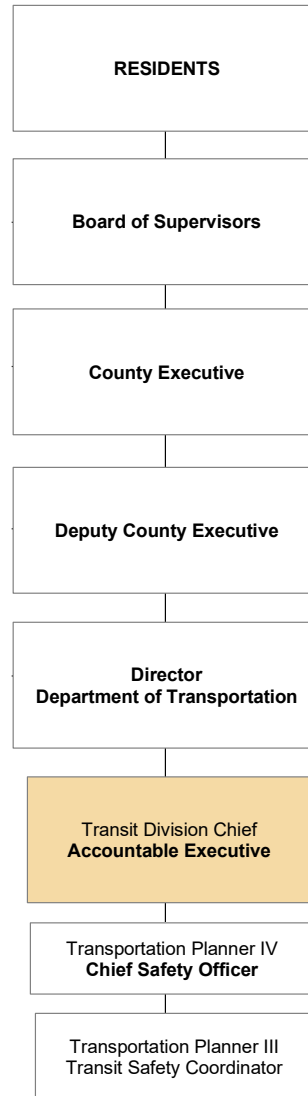 RESIDENTS
Board of Supervisors
County Executive
Deputy County Executive
Director
Department of Transportation
Transit Division Chief
Accountable Executive
Transportation Planner IV
Chief Safety Officer
Transportation Planner III
Transit Safety Coordinator